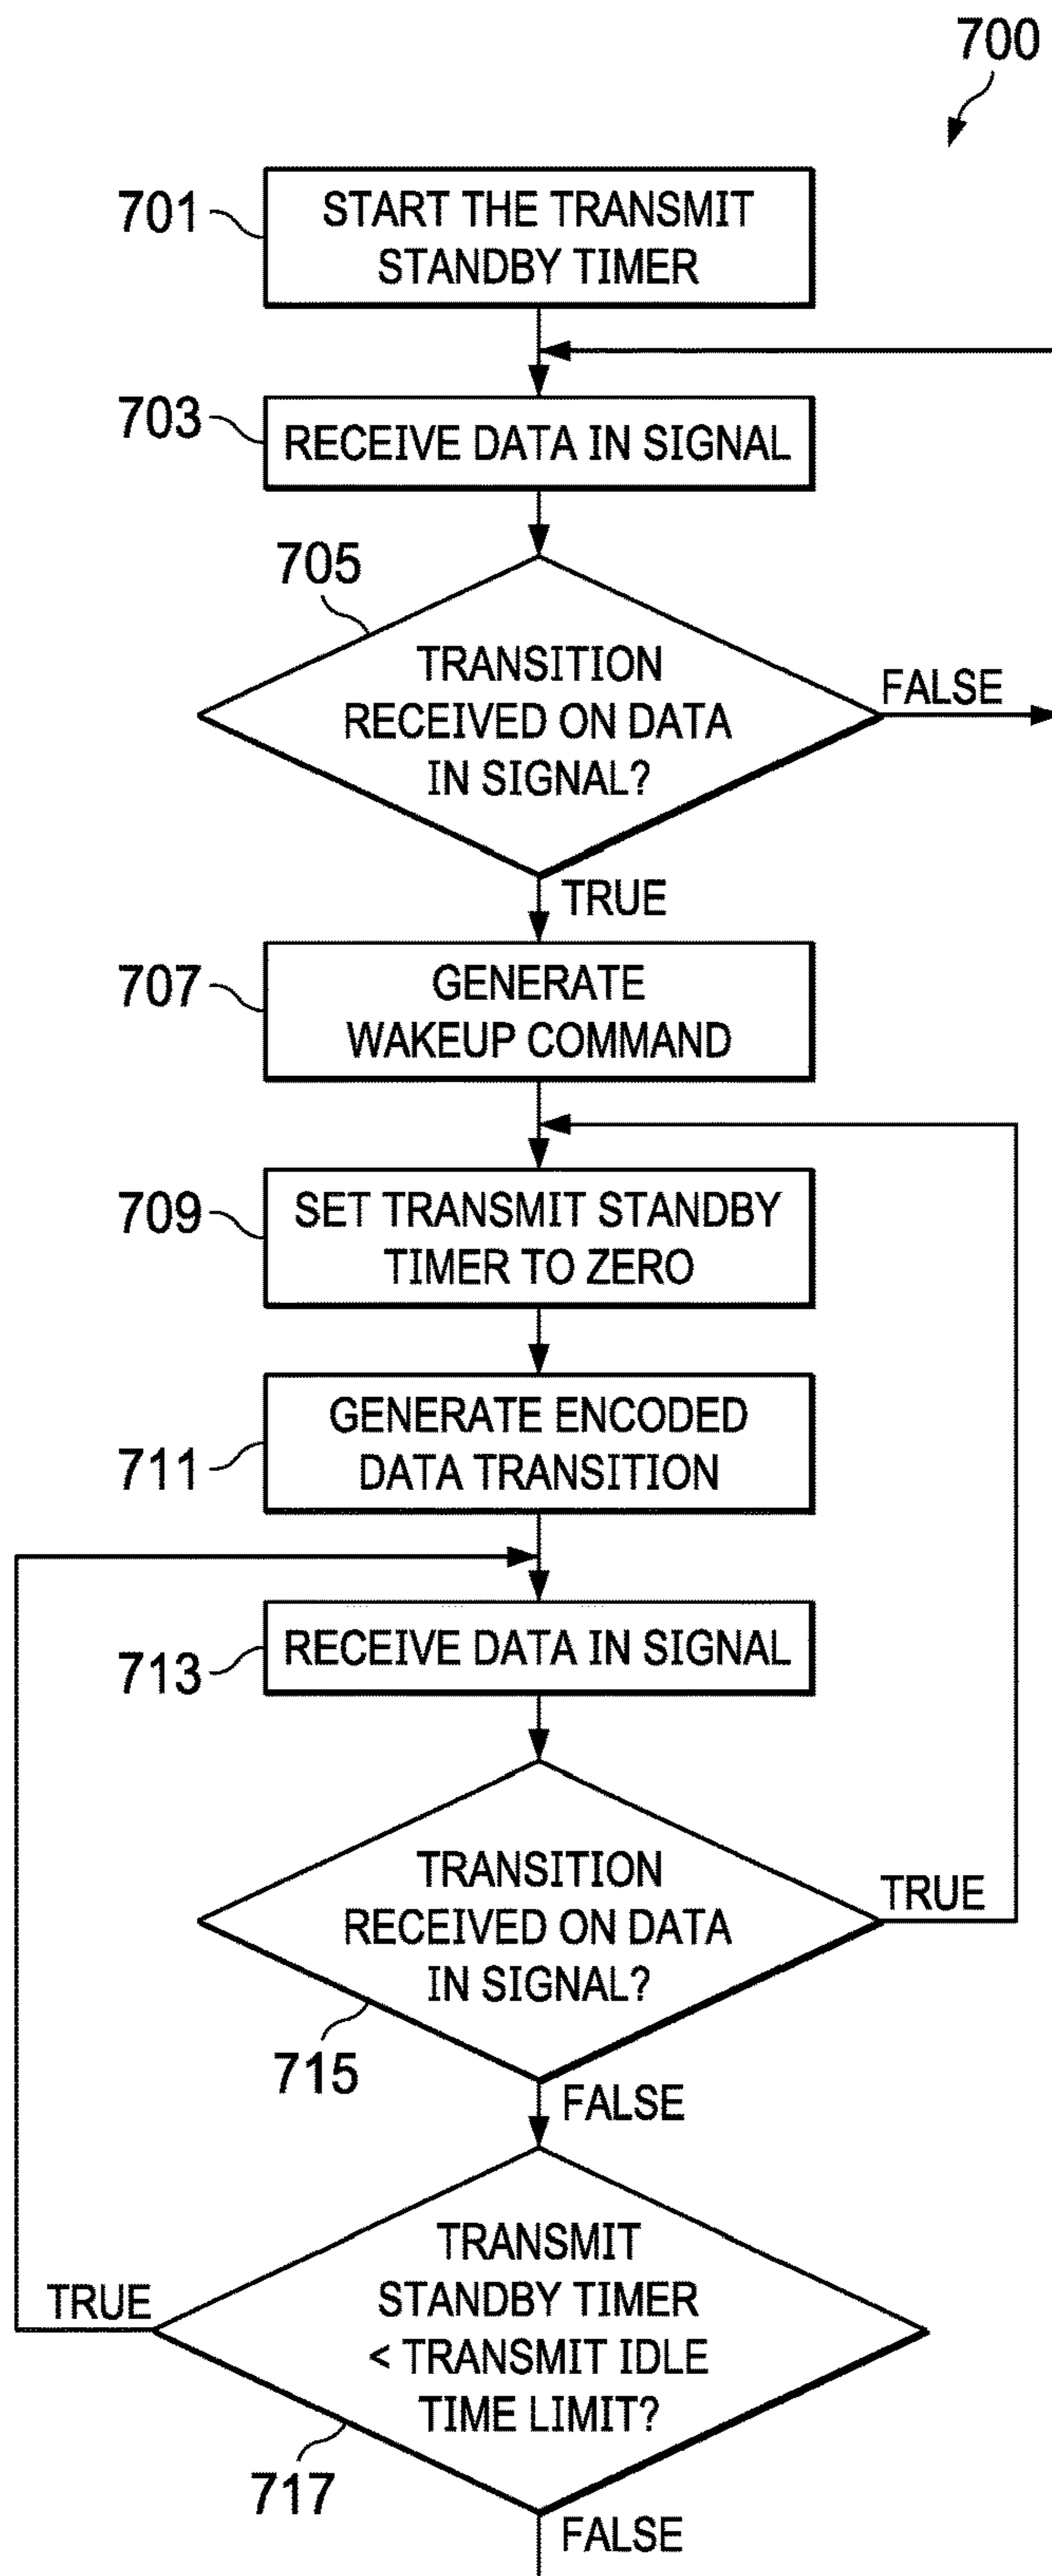 700
701
START THE TRANSMIT
STANDBY TIMER
703
RECEIVE DATA IN SIGNAL
705
TRANSITION
RECEIVED ON DATA
IN SIGNAL?
FALSE
TRUE
707
GENERATE
WAKEUP COMMAND
709
SET TRANSMIT STANDBY
TIMER TO ZERO
711
GENERATE ENCODED
DATA TRANSITION
713
RECEIVE DATA IN SIGNAL
TRANSITION
RECEIVED ON DATA
IN SIGNAL?
TRUE
715
FALSE
TRANSMIT
STANDBY TIMER
< TRANSMIT IDLE
TIME LIMIT?
TRUE
717
FALSE